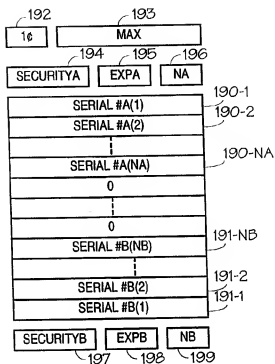 192 193
1¢ MAX
194 195 196
SECURITYA EXPA NA
SERIAL #A(1) 190-1
SERIAL #A(2) 190-2
SERIAL #A(NA) 190-NA
0
0
SERIAL #B(NB) 191-NB
SERIAL #B(2) 191-2
SERIAL #B(1) 191-1
SECURITYB EXPB NB
197 198 199